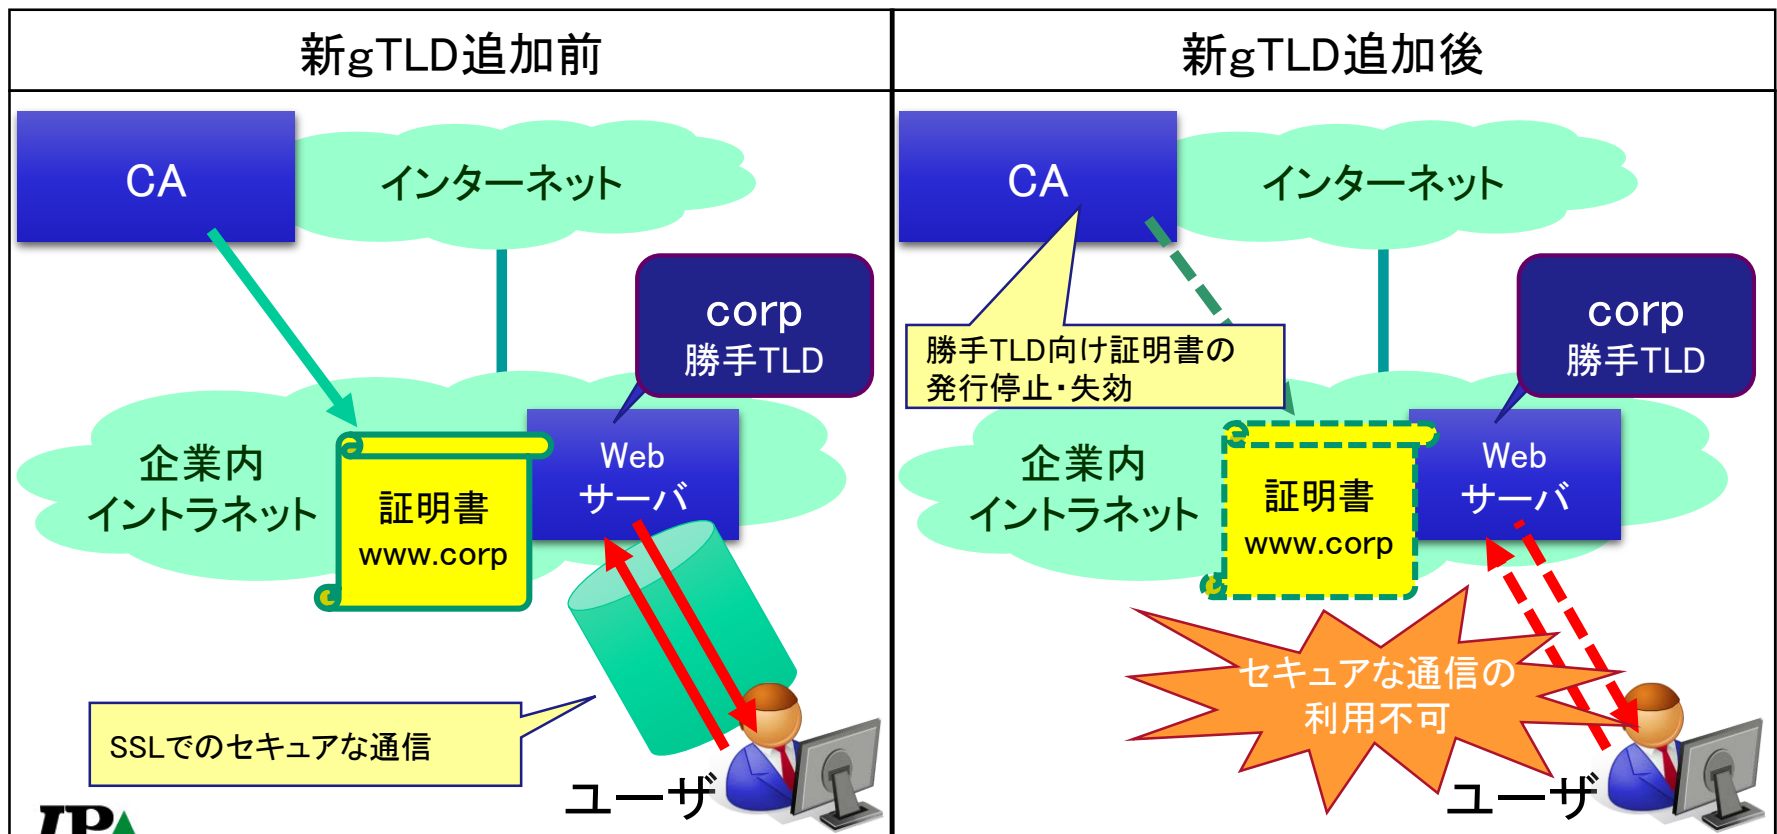 新gTLD追加前
CA
インターネット
corp
勝手TLD
企業内
イントラネット
証明書
www.corp
Web
サーバ
SSLでのセキュアな通信
ユーザ
新gTLD追加後
CA
インターネット
勝手TLD向け証明書の
発行停止・失効
corp
勝手TLD
企業内
イントラネット
証明書
www.corp
Web
サーバ
セキュアな通信の
利用不可
ユーザ